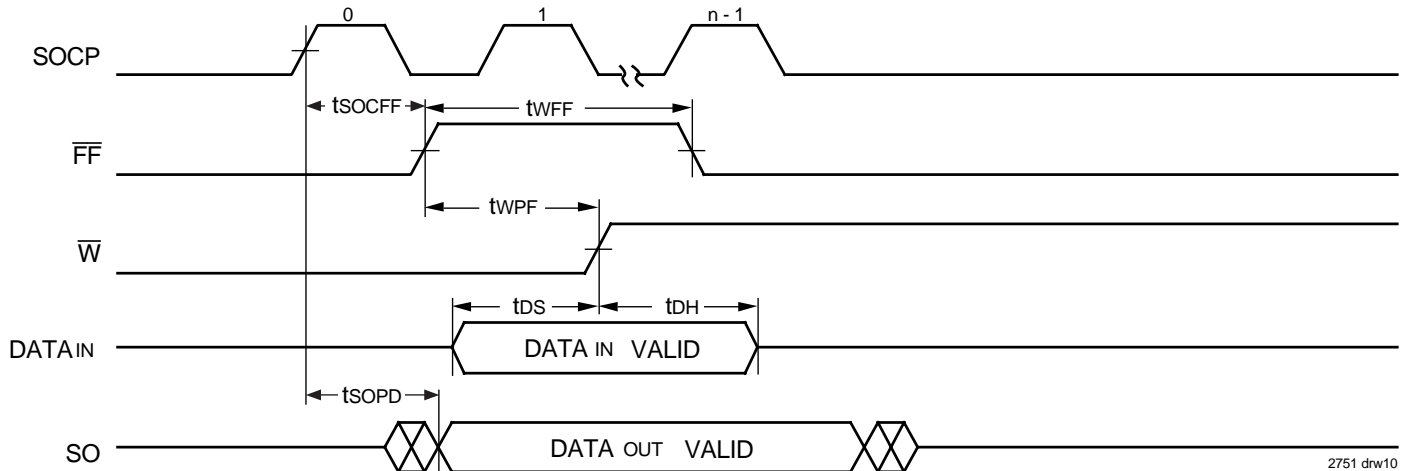 0 1 n - 1
SOCP
tSOCFF tWFF
FF
tWPF
W
tDS tDH
DATA IN DATA IN VALID
tSOPD
SO DATA OUT VALID
2751 drw10